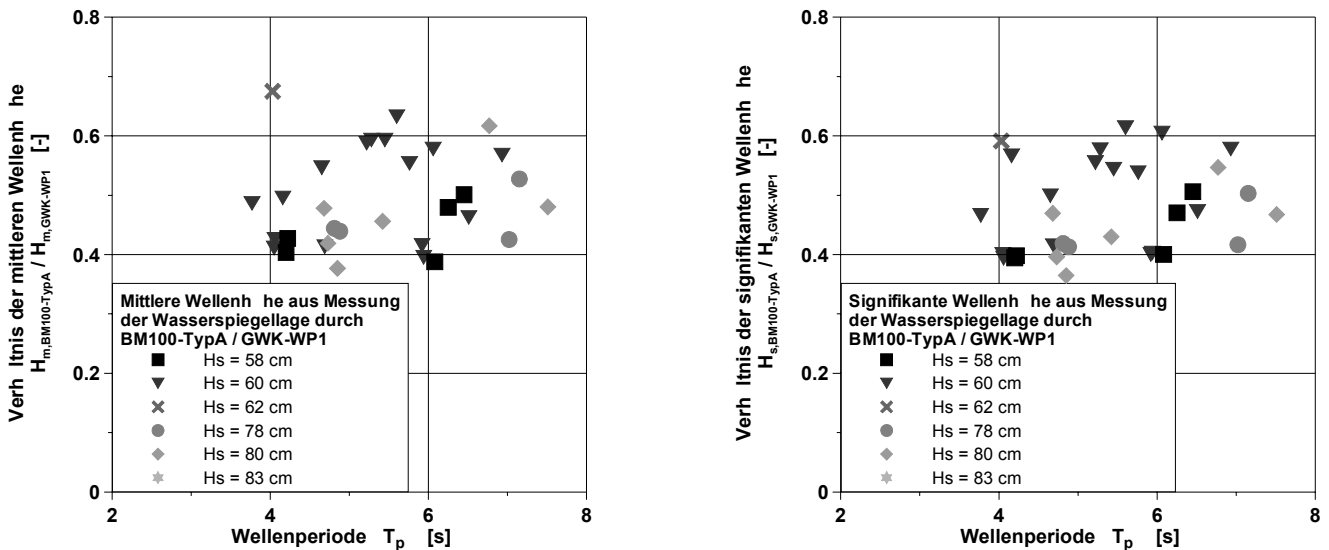 0.8
0.6
0.4
0.2
0
2
4
6
8
Verh ltnis der mittleren Wellenh he
H_m,BM100-TypA / H_m,GWK-WP1 [-]
Mittlere Wellenh he aus Messung
der Wasserspiegellage durch
BM100-TypA / GWK-WP1
Hs = 58 cm
Hs = 60 cm
Hs = 62 cm
Hs = 78 cm
Hs = 80 cm
Hs = 83 cm
Wellenperiode T_p [s]
0.8
0.6
0.4
0.2
0
2
4
6
8
Verh ltnis der signifikanten Wellenh he
H_s,BM100-TypA / H_s,GWK-WP1 [-]
Signifikante Wellenh he aus Messung
der Wasserspiegellage durch
BM100-TypA / GWK-WP1
Hs = 58 cm
Hs = 60 cm
Hs = 62 cm
Hs = 78 cm
Hs = 80 cm
Hs = 83 cm
Wellenperiode T_p [s]